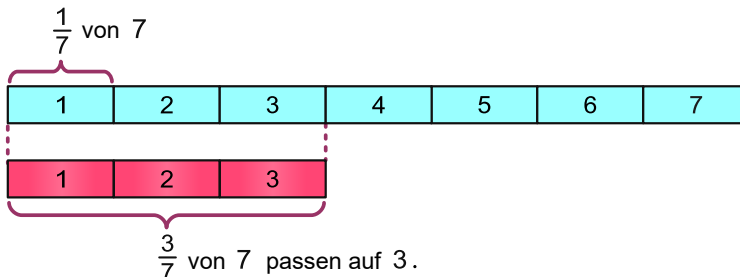 1/7 von 7
1 2 3 4 5 6 7
1 2 3
3/7 von 7 passen auf 3.